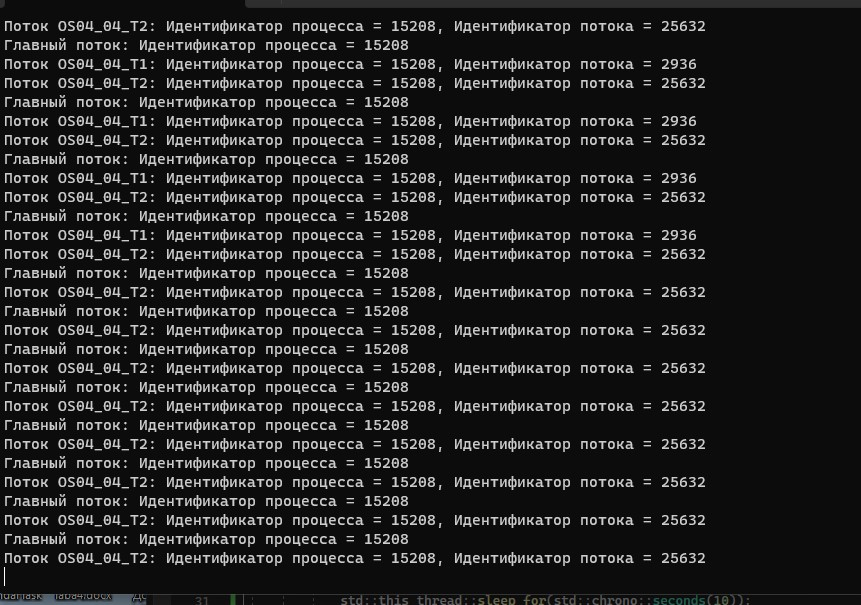 Поток OS04_04_T2: Идентификатор процесса = 15208, Идентификатор потока = 25632
Главный поток: Идентификатор процесса = 15208
Поток OS04_04_T1: Идентификатор процесса = 15208, Идентификатор потока = 2936
Поток OS04_04_T2: Идентификатор процесса = 15208, Идентификатор потока = 25632
Главный поток: Идентификатор процесса = 15208
Поток OS04_04_T1: Идентификатор процесса = 15208, Идентификатор потока = 2936
Поток OS04_04_T2: Идентификатор процесса = 15208, Идентификатор потока = 25632
Главный поток: Идентификатор процесса = 15208
Поток OS04_04_T1: Идентификатор процесса = 15208, Идентификатор потока = 2936
Поток OS04_04_T2: Идентификатор процесса = 15208, Идентификатор потока = 25632
Главный поток: Идентификатор процесса = 15208
Поток OS04_04_T1: Идентификатор процесса = 15208, Идентификатор потока = 2936
Поток OS04_04_T2: Идентификатор процесса = 15208, Идентификатор потока = 25632
Главный поток: Идентификатор процесса = 15208
Поток OS04_04_T2: Идентификатор процесса = 15208, Идентификатор потока = 25632
Главный поток: Идентификатор процесса = 15208
Поток OS04_04_T2: Идентификатор процесса = 15208, Идентификатор потока = 25632
Главный поток: Идентификатор процесса = 15208
Поток OS04_04_T2: Идентификатор процесса = 15208, Идентификатор потока = 25632
Главный поток: Идентификатор процесса = 15208
Поток OS04_04_T2: Идентификатор процесса = 15208, Идентификатор потока = 25632
Главный поток: Идентификатор процесса = 15208
Поток OS04_04_T2: Идентификатор процесса = 15208, Идентификатор потока = 25632
Главный поток: Идентификатор процесса = 15208
Поток OS04_04_T2: Идентификатор процесса = 15208, Идентификатор потока = 25632
Главный поток: Идентификатор процесса = 15208
Поток OS04_04_T2: Идентификатор процесса = 15208, Идентификатор потока = 25632
Главный поток: Идентификатор процесса = 15208
Поток OS04_04_T2: Идентификатор процесса = 15208, Идентификатор потока = 25632
31 std::this_thread::sleep_for(std::chrono::seconds(10));